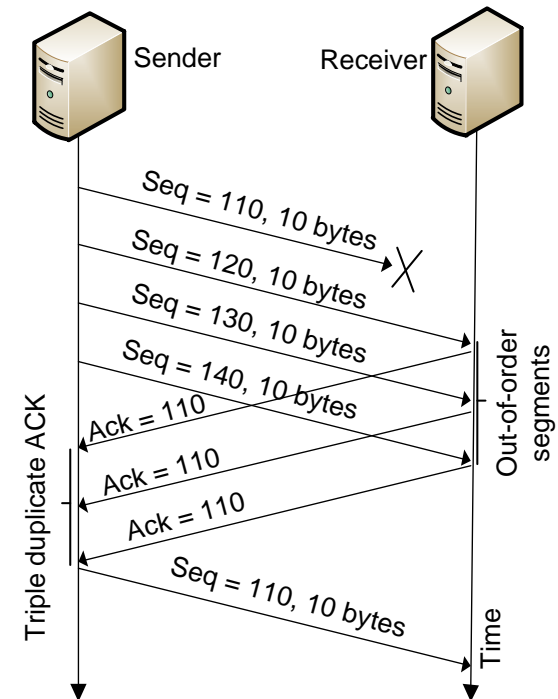 Sender
Receiver
Seq = 110, 10 bytes
Seq = 120, 10 bytes
Seq = 130, 10 bytes
Seq = 140, 10 bytes
Out-of-order
segments
Ack = 110
Ack = 110
Ack = 110
Triple duplicate ACK
Seq = 110, 10 bytes
Time